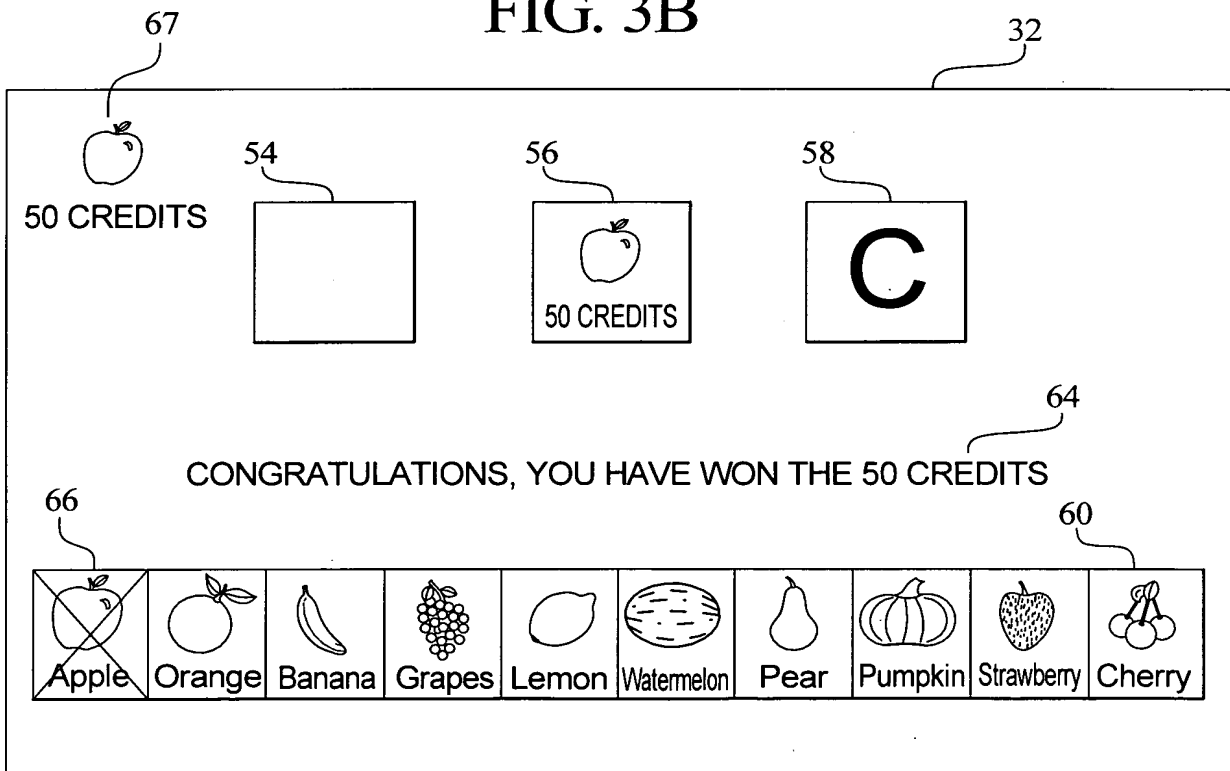 FIG. 3B
67
32
54
56
58
50 CREDITS
50 CREDITS
C
64
CONGRATULATIONS, YOU HAVE WON THE 50 CREDITS
66
60
Apple
Orange
Banana
Grapes
Lemon
Watermelon
Pear
Pumpkin
Strawberry
Cherry